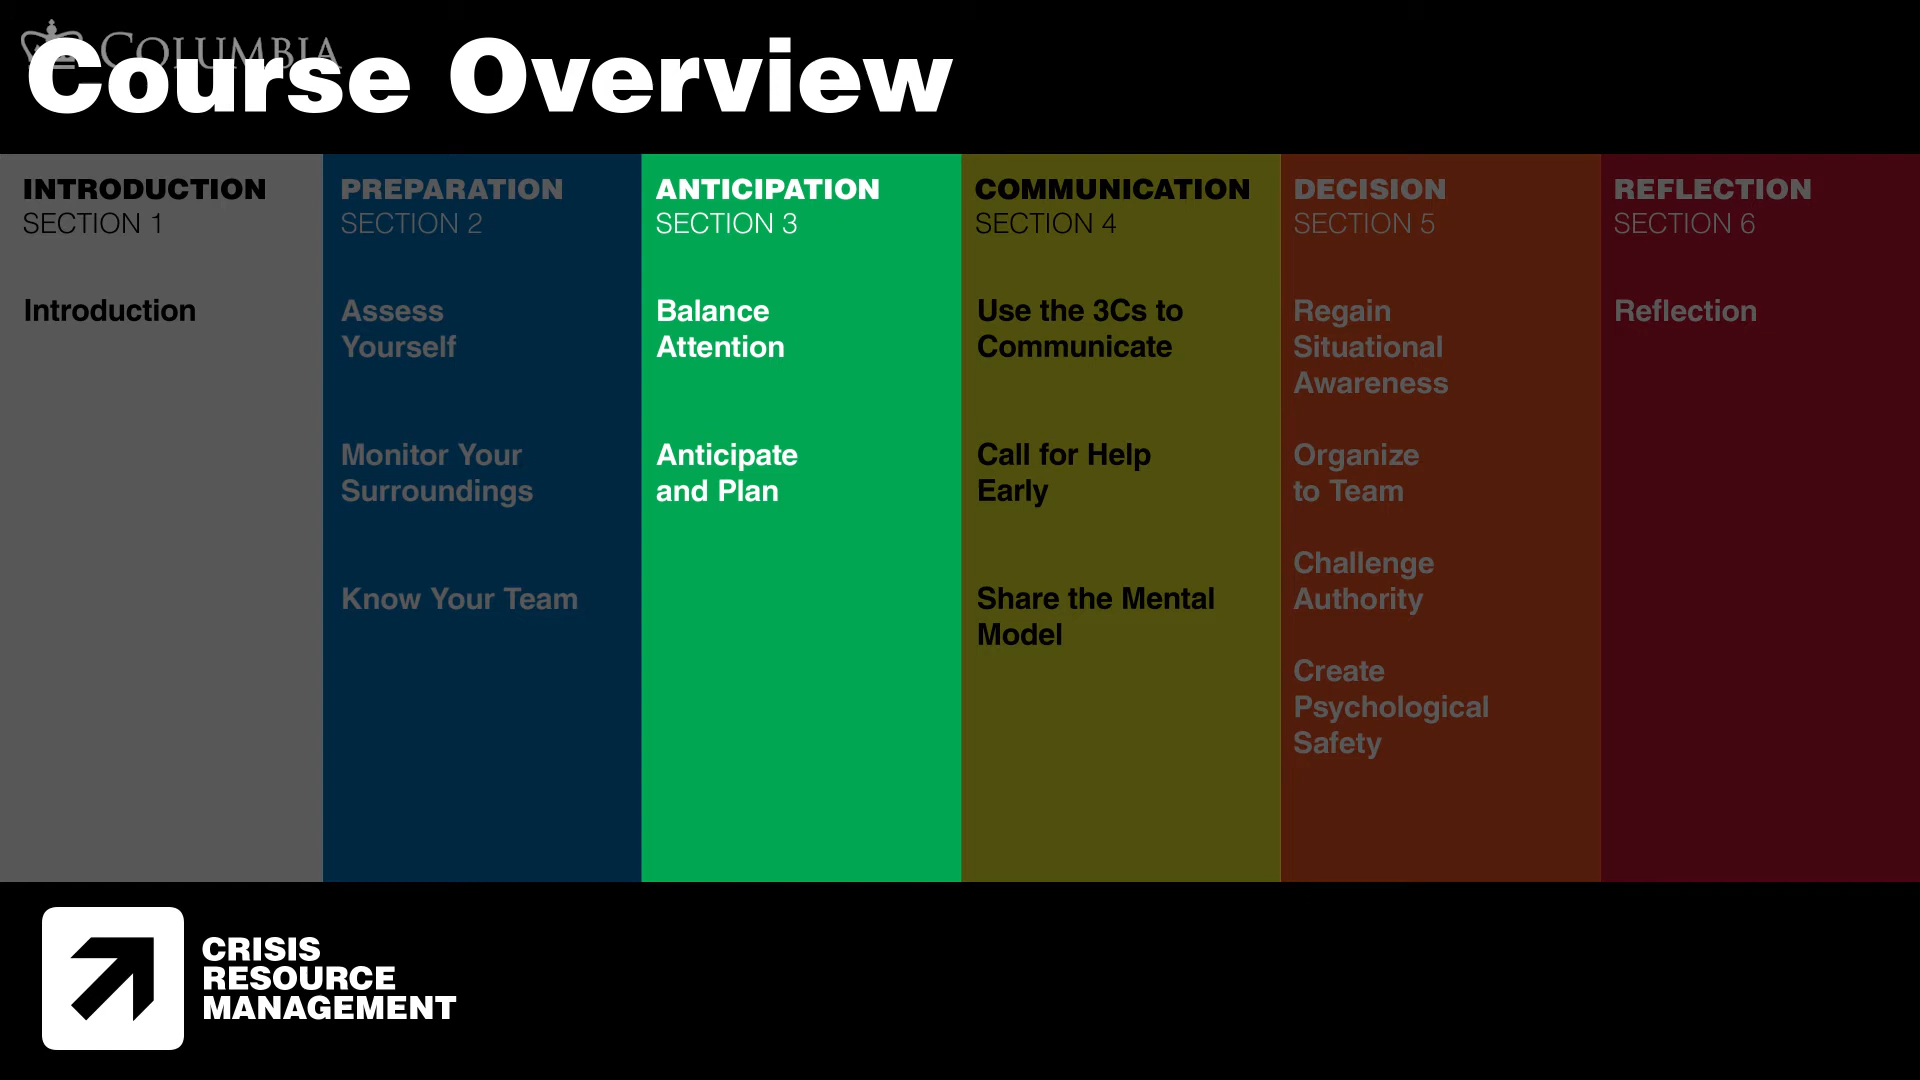 COLUMBIA
Course Overview
INTRODUCTION
SECTION 1
Introduction
PREPARATION
SECTION 2
Assess
Yourself
Monitor Your
Surroundings
Know Your Team
ANTICIPATION
SECTION 3
Balance
Attention
Anticipate
and Plan
COMMUNICATION
SECTION 4
Use the 3Cs to
Communicate
Call for Help
Early
Share the Mental
Model
DECISION
SECTION 5
Regain
Situational
Awareness
Organize
to Team
Challenge
Authority
Create
Psychological
Safety
REFLECTION
SECTION 6
Reflection
CRISIS
RESOURCE
MANAGEMENT